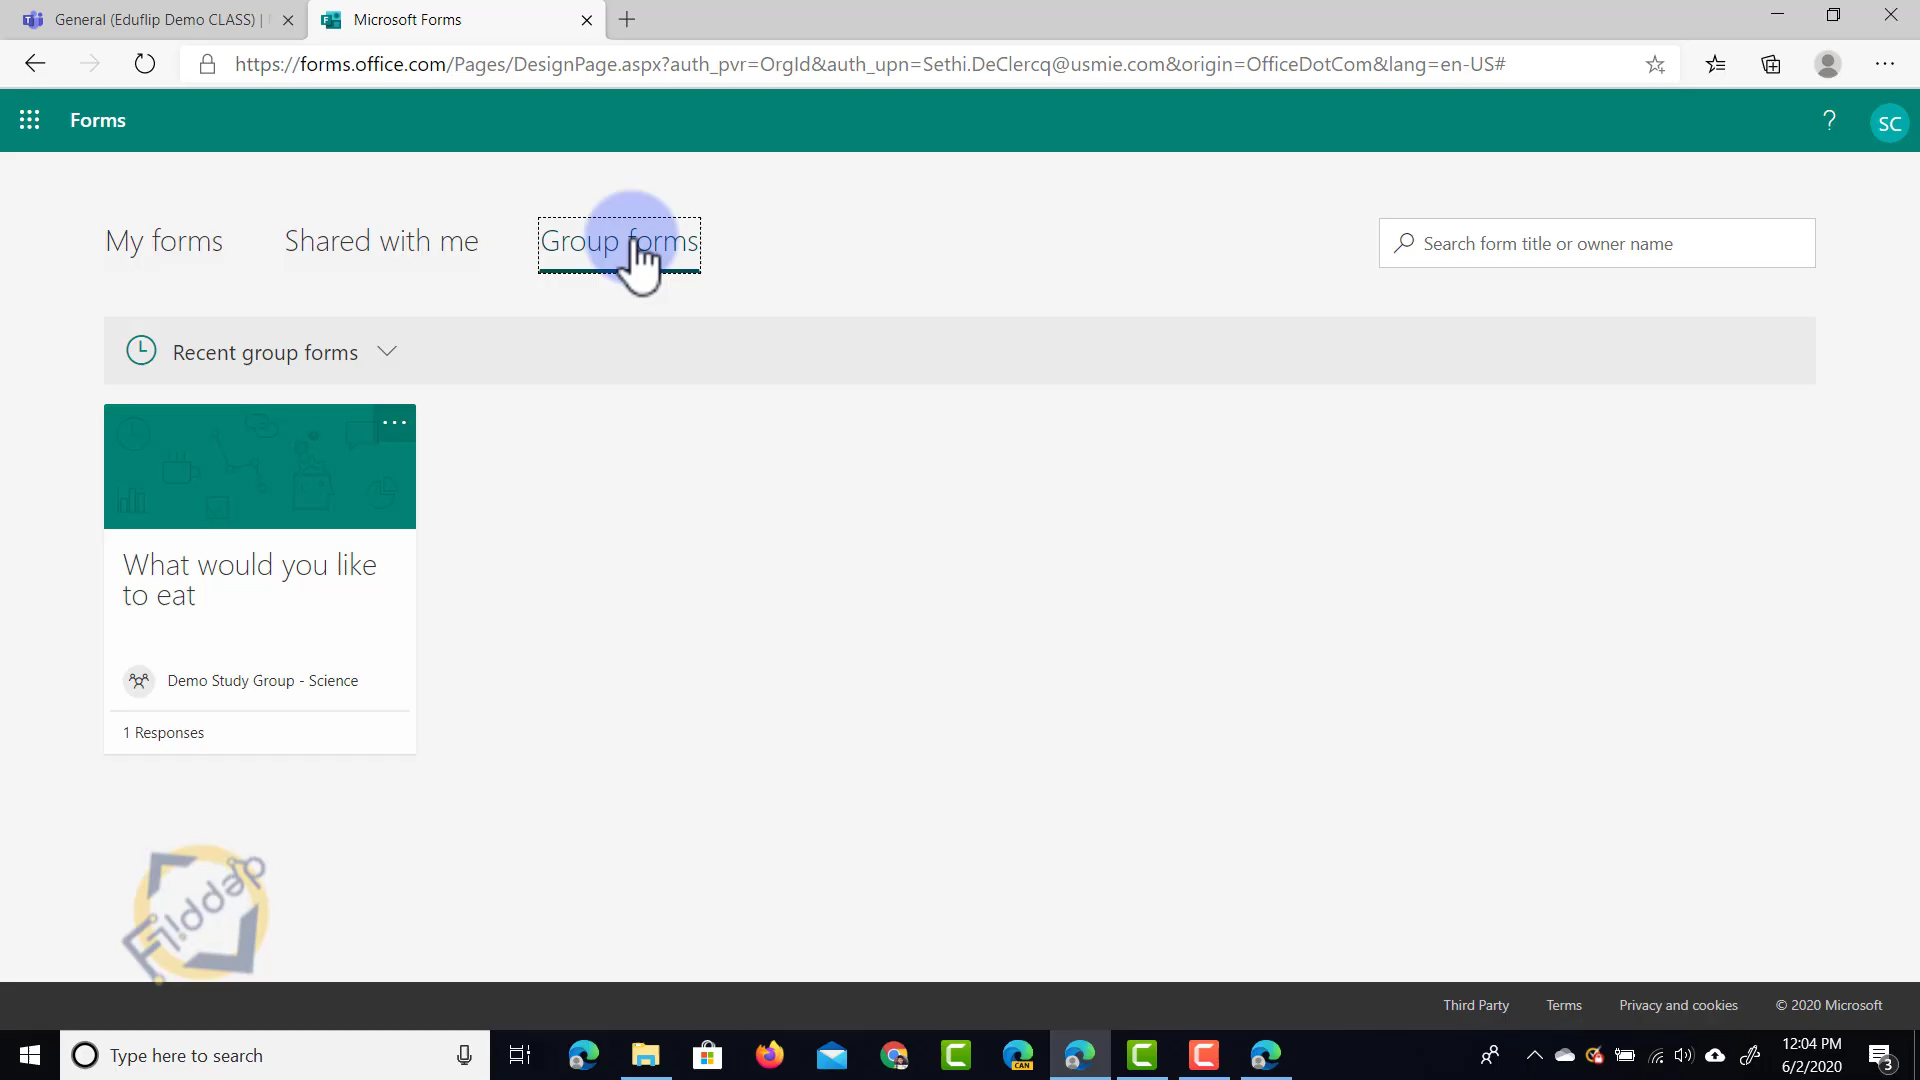 General (Eduflip Demo CLASS) |
Microsoft Forms
https://forms.office.com/Pages/DesignPage.aspx?auth_pvr=OrgId&auth_upn=Sethi.DeClercq@usmie.com&origin=OfficeDotCom&lang=en-US#
Forms
?
SC
My forms
Shared with me
Group forms
Search form title or owner name
Recent group forms
What would you like
to eat
Demo Study Group - Science
1 Responses
Flippeddap
Third Party
Terms
Privacy and cookies
© 2020 Microsoft
Type here to search
CAN
12:04 PM
6/2/2020
3